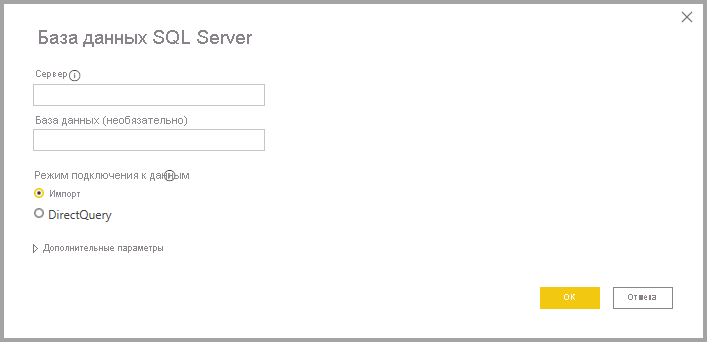 База данных SQL Server
Сервер
База данных (необязательно)
Режим подключения к данным
Импорт
DirectQuery
Дополнительные параметры
ОК
Отмена